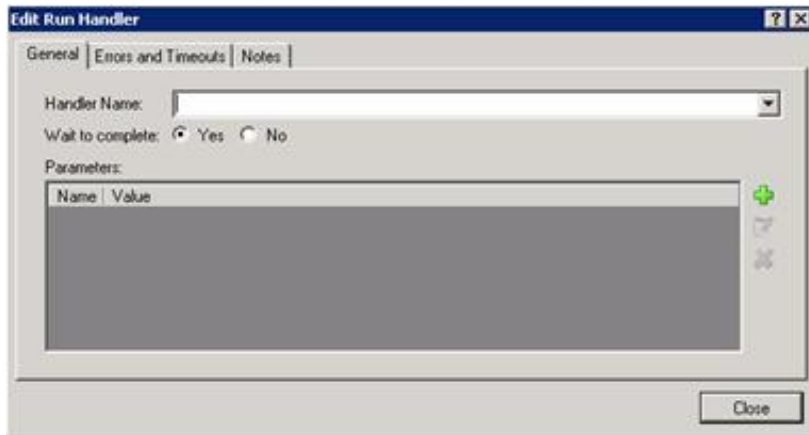 Edit Run Handler
General Errors and Timeouts Notes
Handler Name:
Wait to complete: Yes No
Parameters:
Name Value
Close